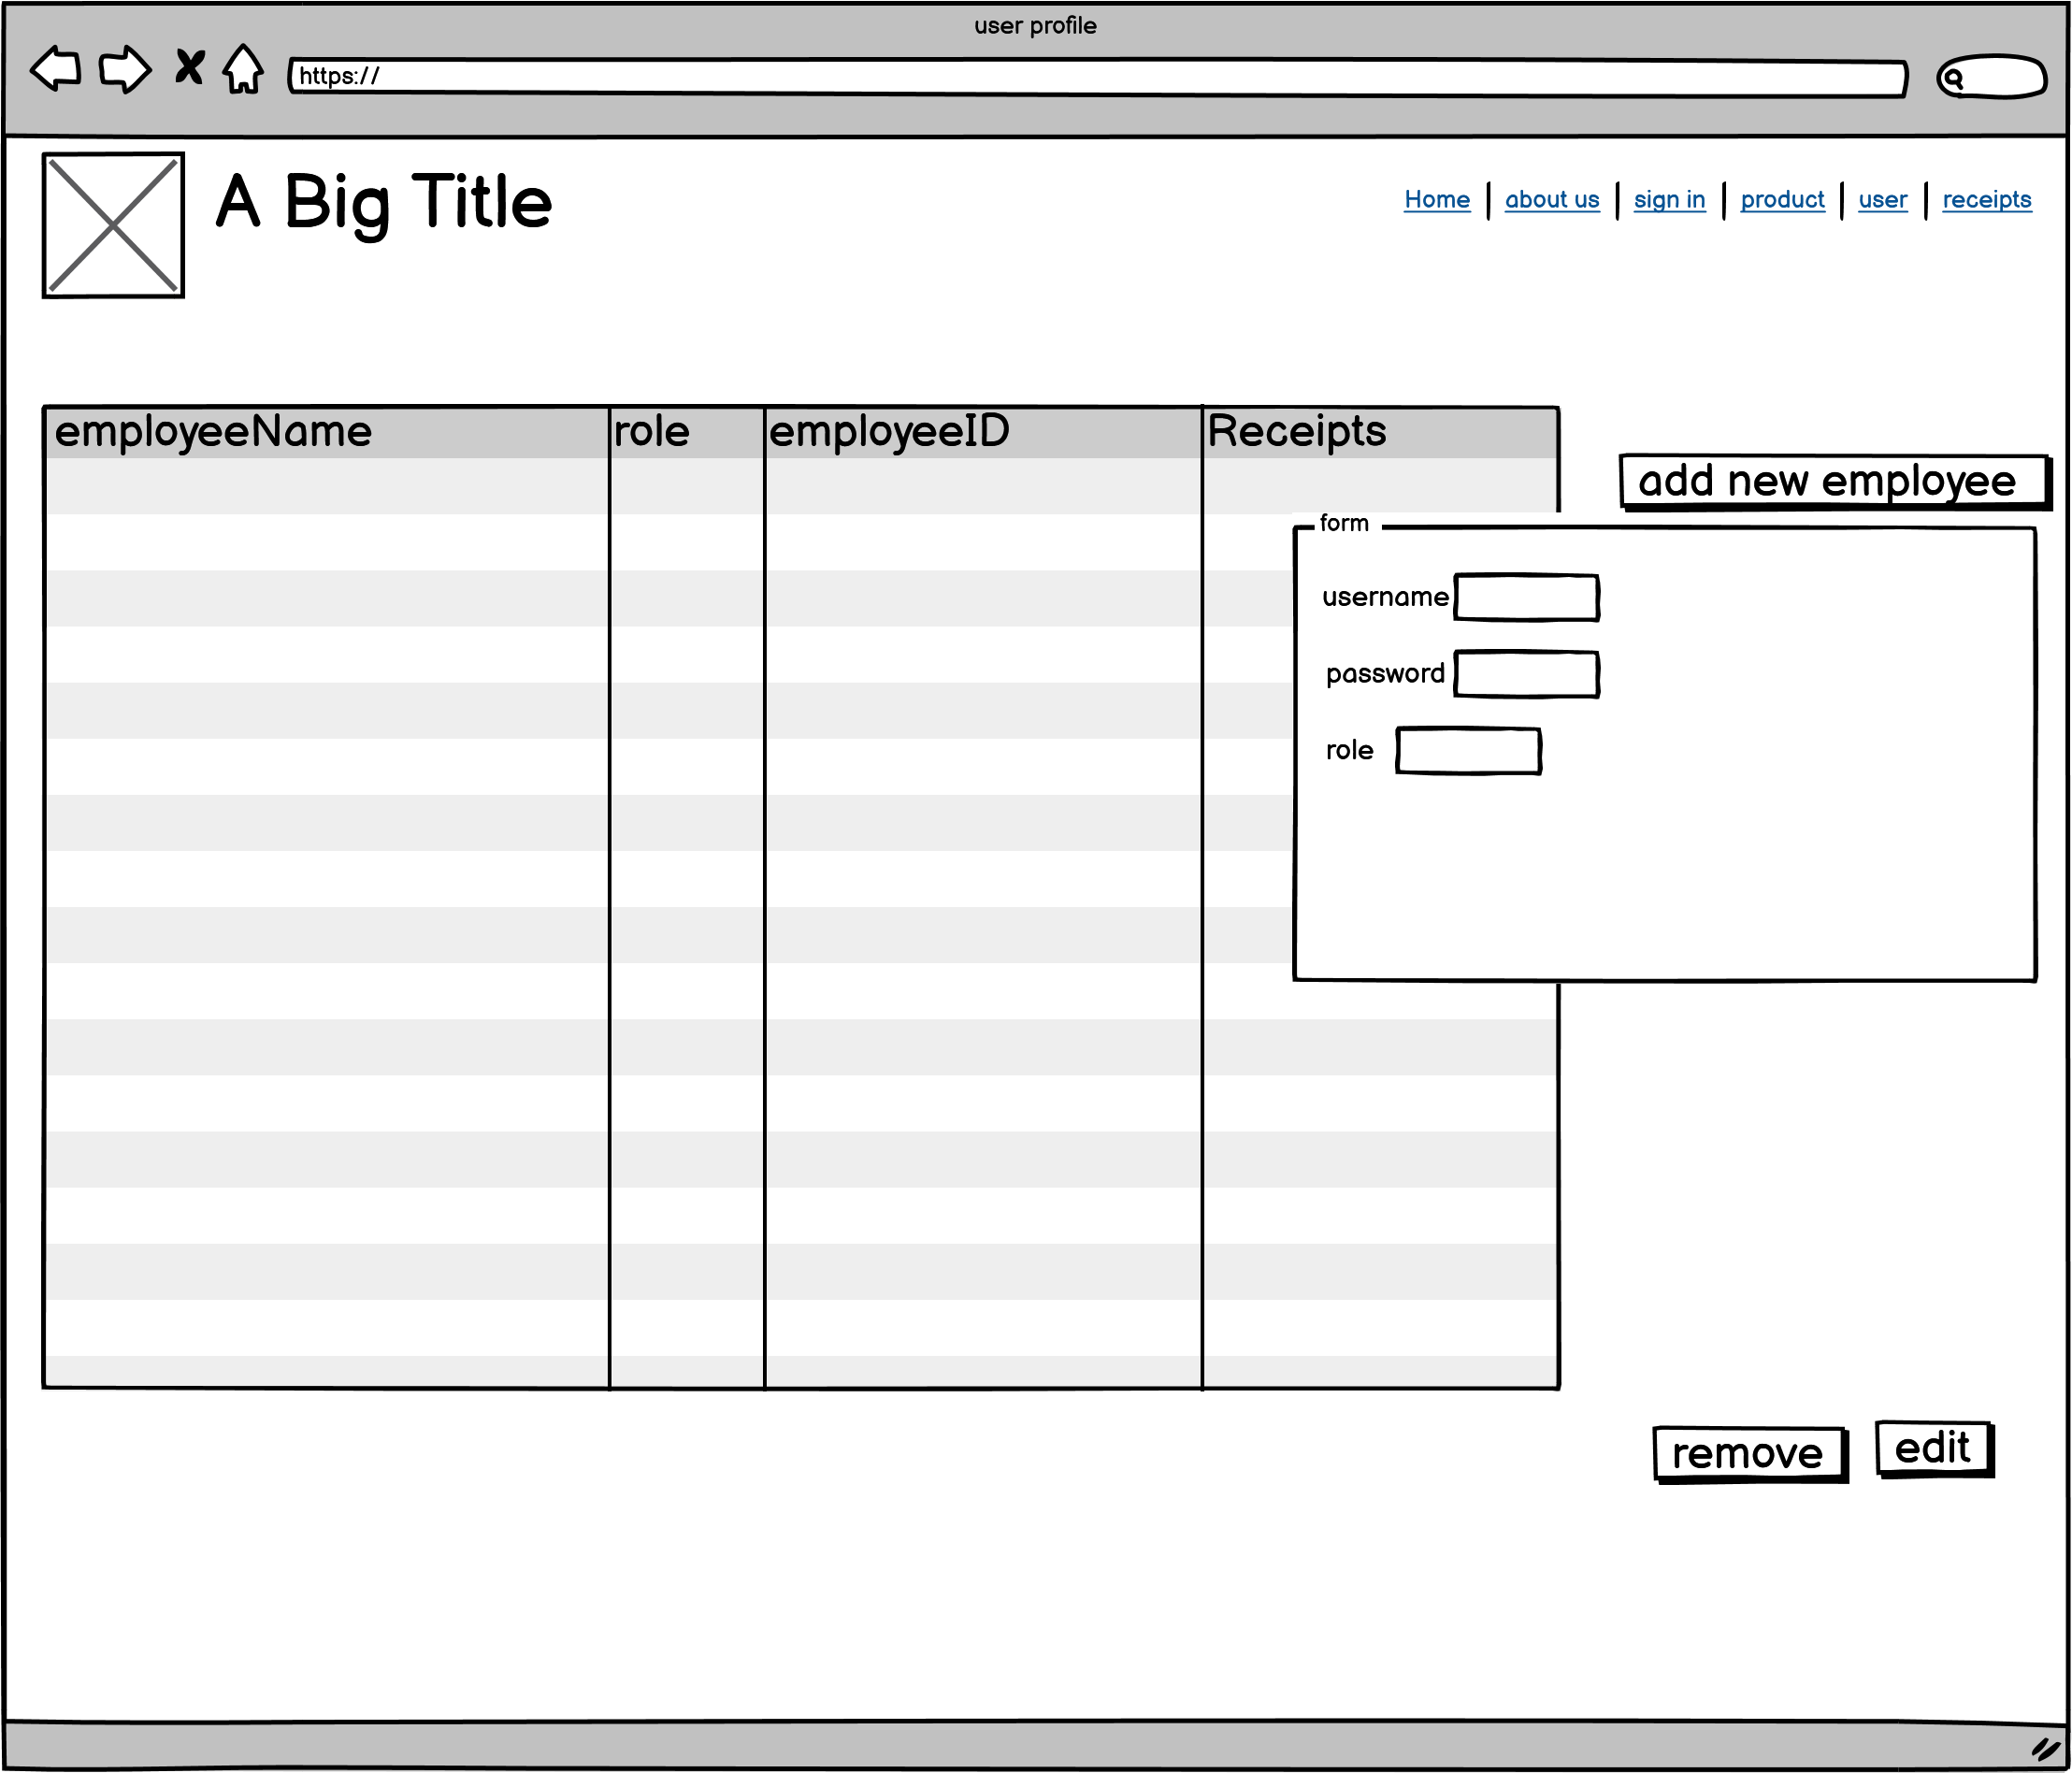 user profile
https://
A Big Title
Home about us sign in product user receipts
employeeName role employeeID Receipts
add new employee
form
username
password
role
remove edit